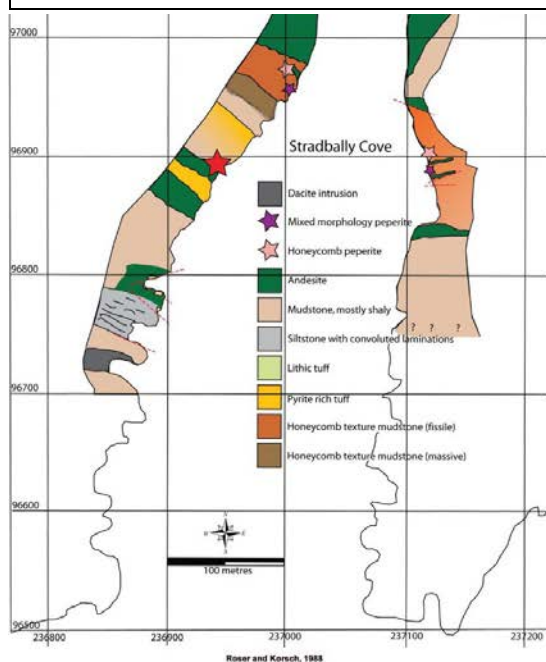 97000
96900
96800
96700
96600
96500
Stradbally Cove
Dacite intrusion
Mixed morphology peperite
Honeycomb peperite
Andesite
Mudstone, mostly shaly
Siltstone with convoluted laminations
Lithic tuff
Pyrite rich tuff
Honeycomb texture mudstone (fissile)
Honeycomb texture mudstone (massive)
? ? ?
N
100 metres
236800 236900 237000 237100 237200
Roser and Korsch, 1988